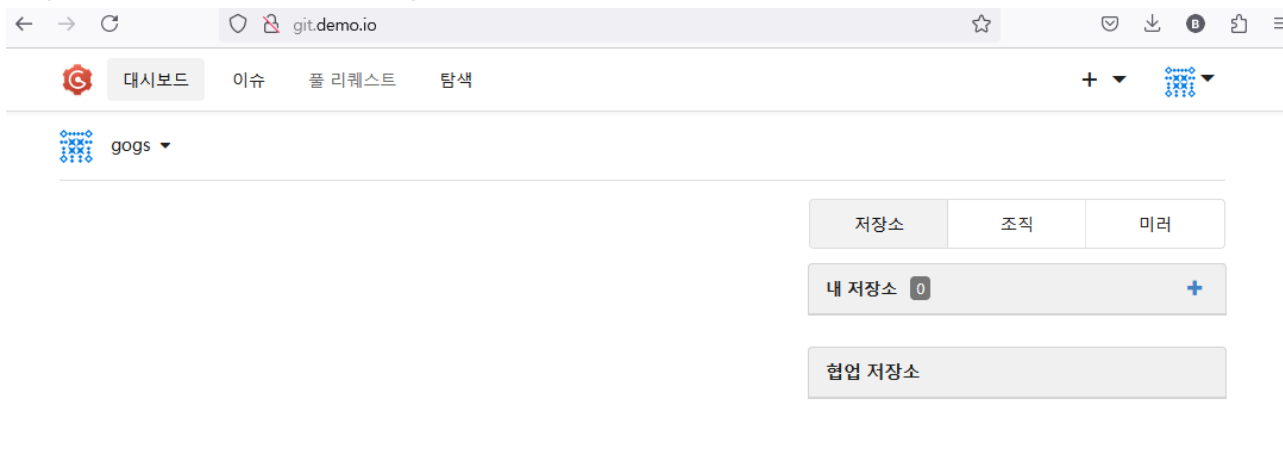 git.demo.io
B
대시보드 이슈 풀 리퀘스트 탐색
gogs
저장소 조직 미러
내 저장소 0
협업 저장소